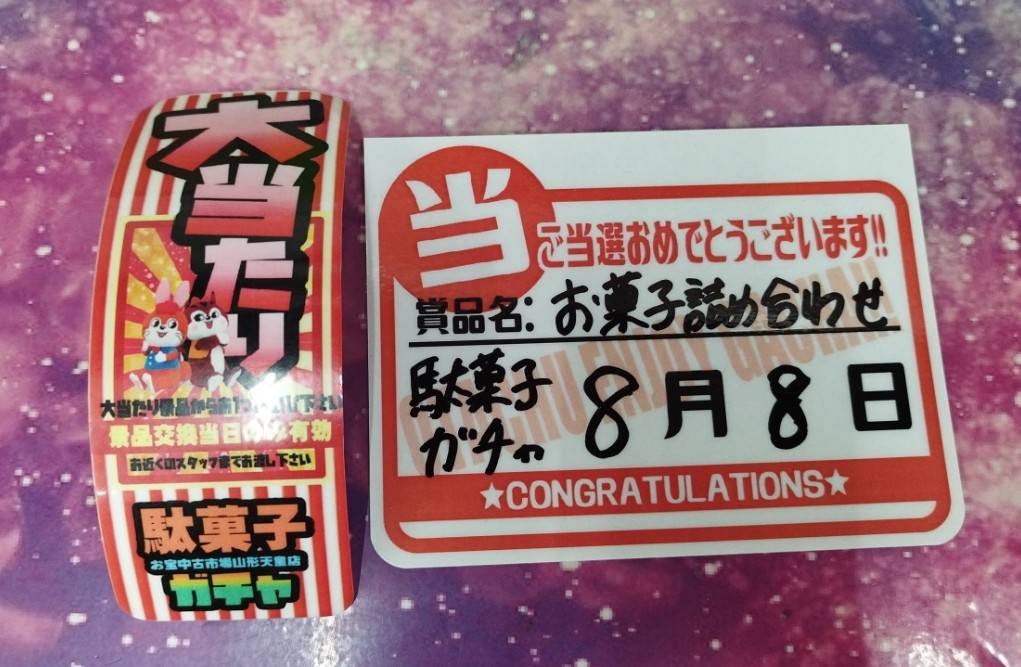 大当たり
大当たり景品からお1つお選び下さい
景品交換当日のみ有効
お近くのスタッフまでお渡し下さい
駄菓子
お宝中古市場山形天童店
ガチャ
当
ご当選おめでとうございます!!
賞品名:お菓子詰め合わせ
駄菓子
ガチャ
8月8日
★CONGRATULATIONS★